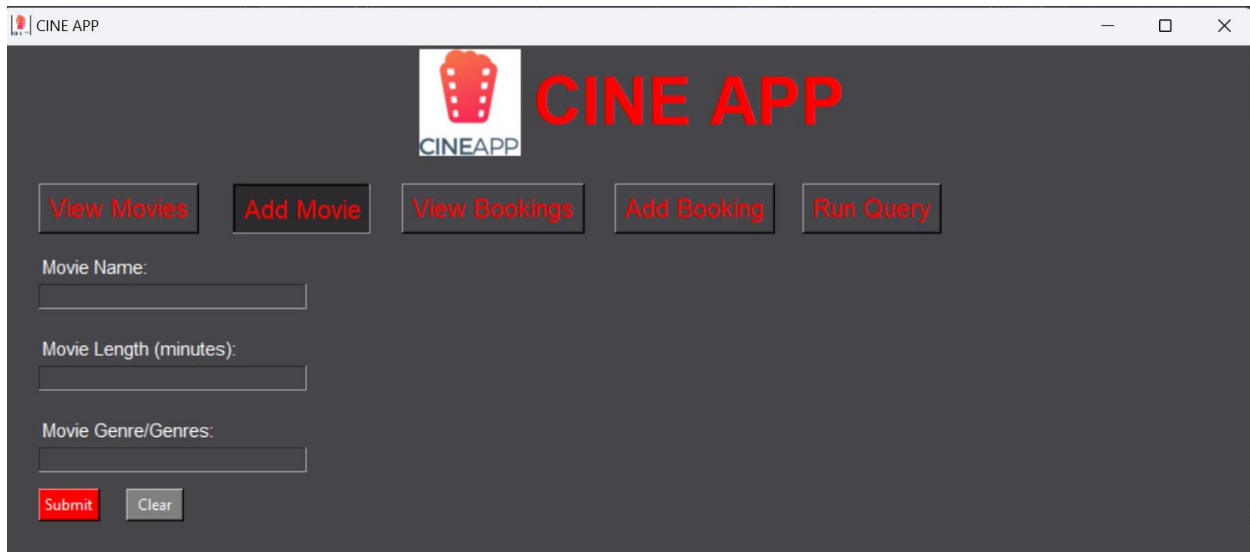 CINE APP
CINE APP
CINEAPP
View Movies Add Movie View Bookings Add Booking Run Query
Movie Name:
Movie Length (minutes):
Movie Genre/Genres:
Submit Clear